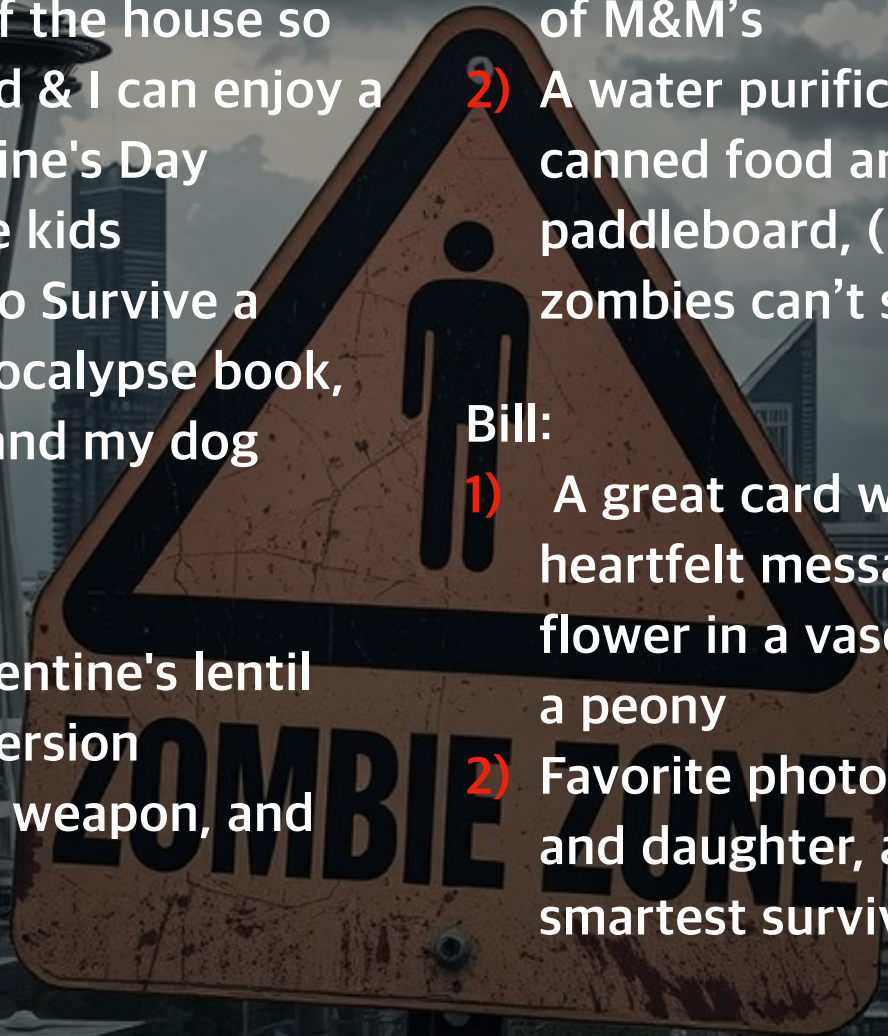 f the house so
d & I can enjoy a
ine's Day
e kids
o Survive a
ocalypse book,
and my dog
entine's lentil
ersion
weapon, and
of M&M’s
2) A water purific
canned food an
paddleboard, (
zombies can’t s
Bill:
1) A great card w
heartfelt messa
flower in a vase
a peony
2) Favorite photo
and daughter, a
smartest surviv
ZOMBIE ZONE